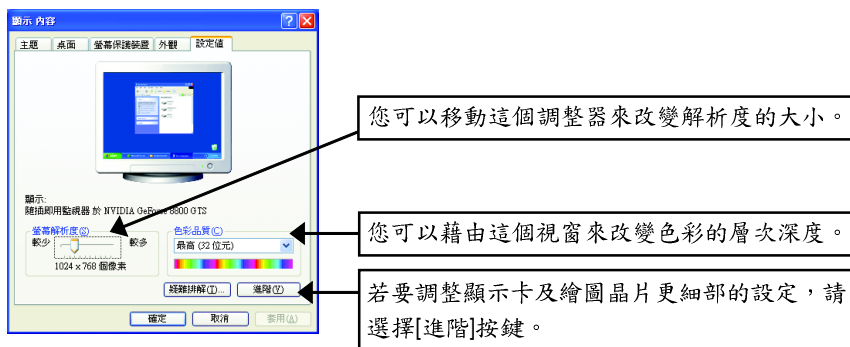 顯示 內容
主題 桌面 螢幕保護裝置 外觀 設定值
您可以移動這個調整器來改變解析度的大小。
顯示:
隨插即用監視器 於 NVIDIA GeForce 8800 GTS
螢幕解析度(S)
較少 較多
1024 x 768 個像素
色彩品質(C)
最高 (32 位元)
您可以藉由這個視窗來改變色彩的層次深度。
疑難排解(T)... 進階(V)
若要調整顯示卡及繪圖晶片更細部的設定，請
選擇[進階]按鍵。
確定 取消 套用(A)